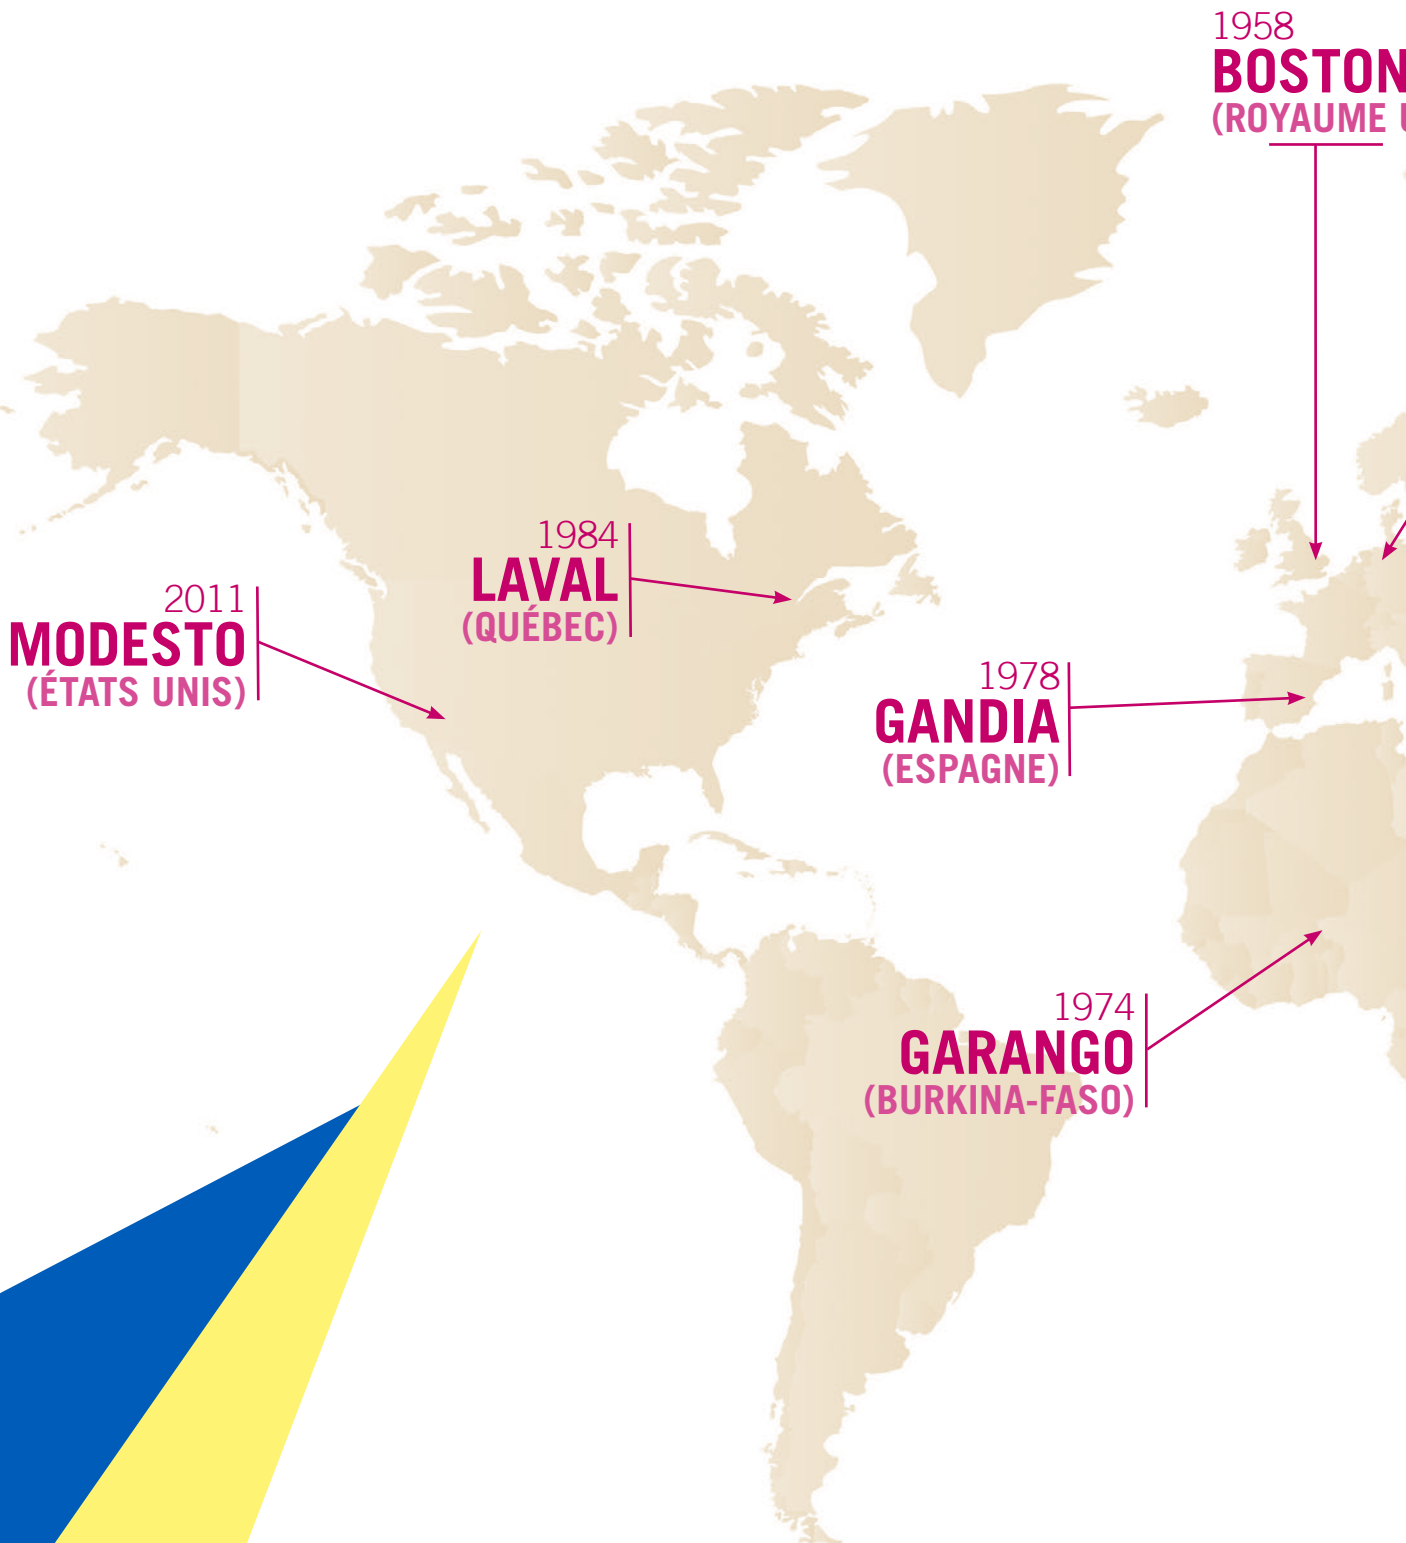 1958
BOSTON
(ROYAUME
1984
LAVAL
(QUÉBEC)
2011
MODESTO
(ÉTATS UNIS)
1978
GANDIA
(ESPAGNE)
1974
GARANGO
(BURKINA-FASO)